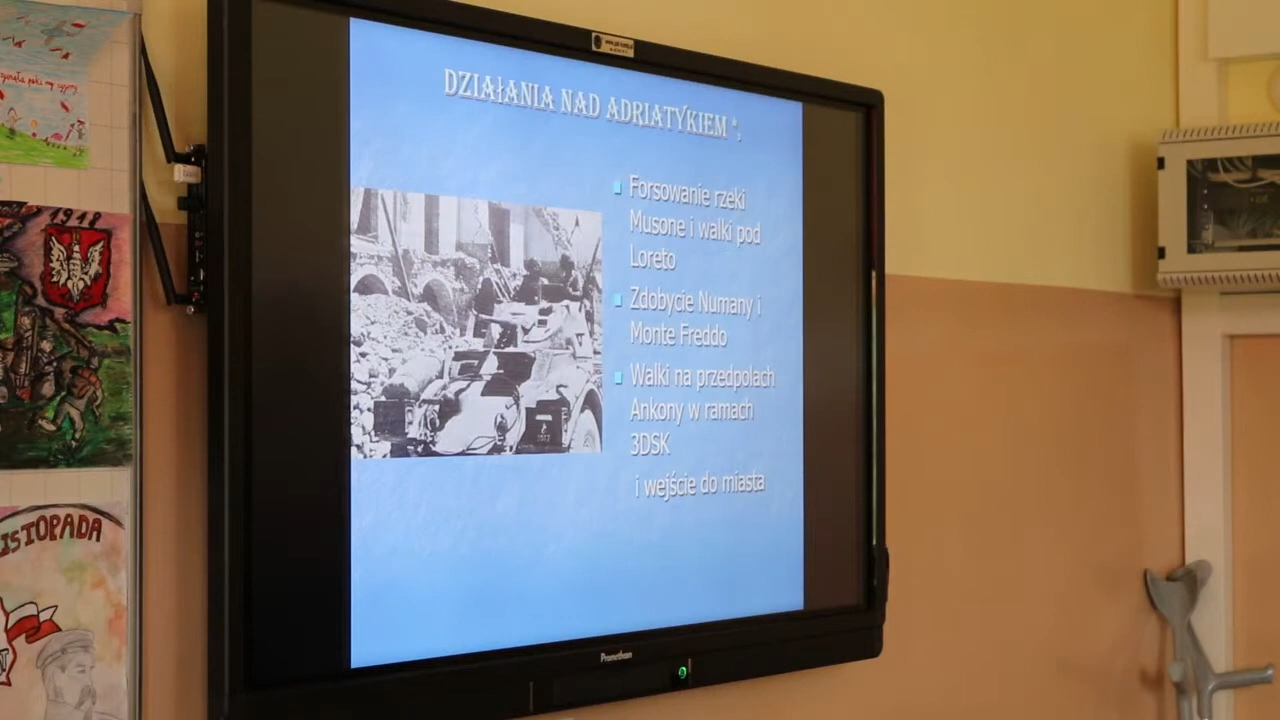 1918
LISTOPADA
DZIAŁANIA NAD ADRIATYKIEM *.
Forsowanie rzeki
Musone i walki pod
Loreto
Zdobycie Numany i
Monte Freddo
Walki na przedpolach
Ankony w ramach
3DSK
i wejście do miasta
Promethean